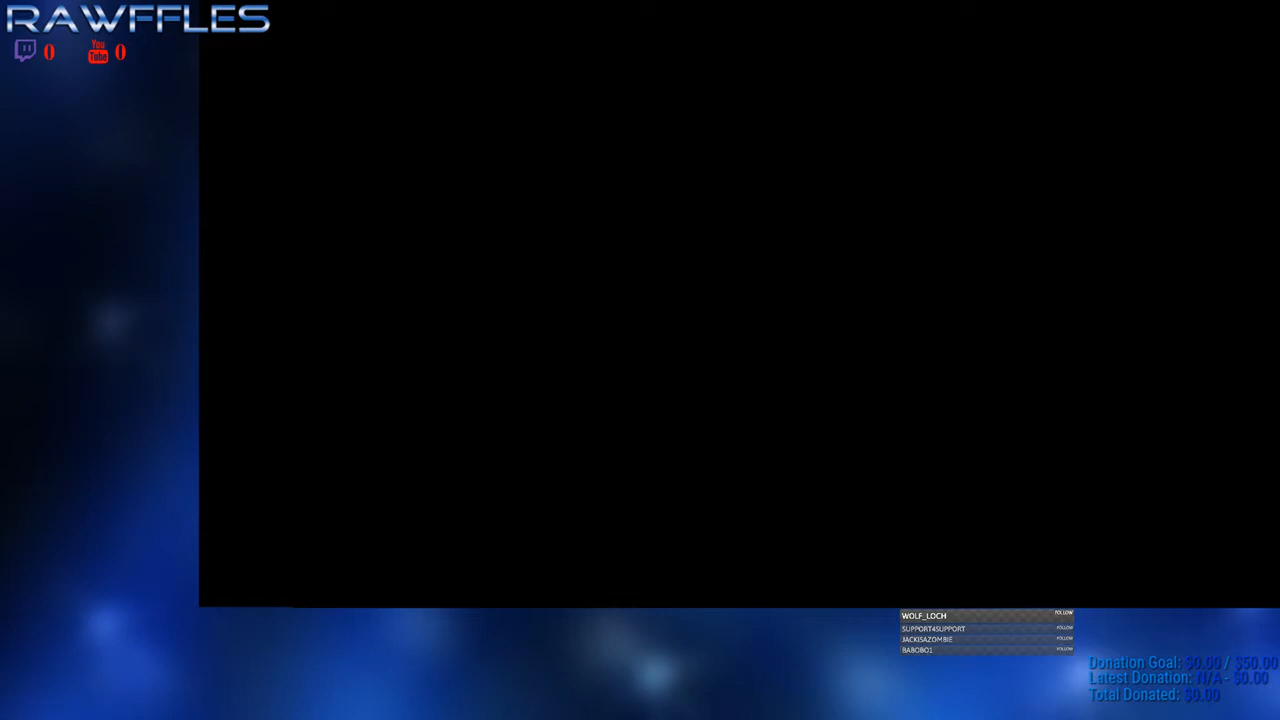 RAWFFLES
0 You Tube 0
WOLF_LOCH FOLLOW
SUPPORT4SUPPORT FOLLOW
JACKISAZOMBIE FOLLOW
BABOBO1 FOLLOW
Donation Goal: $0.00 / $50.00
Latest Donation: N/A - $0.00
Total Donated: $0.00